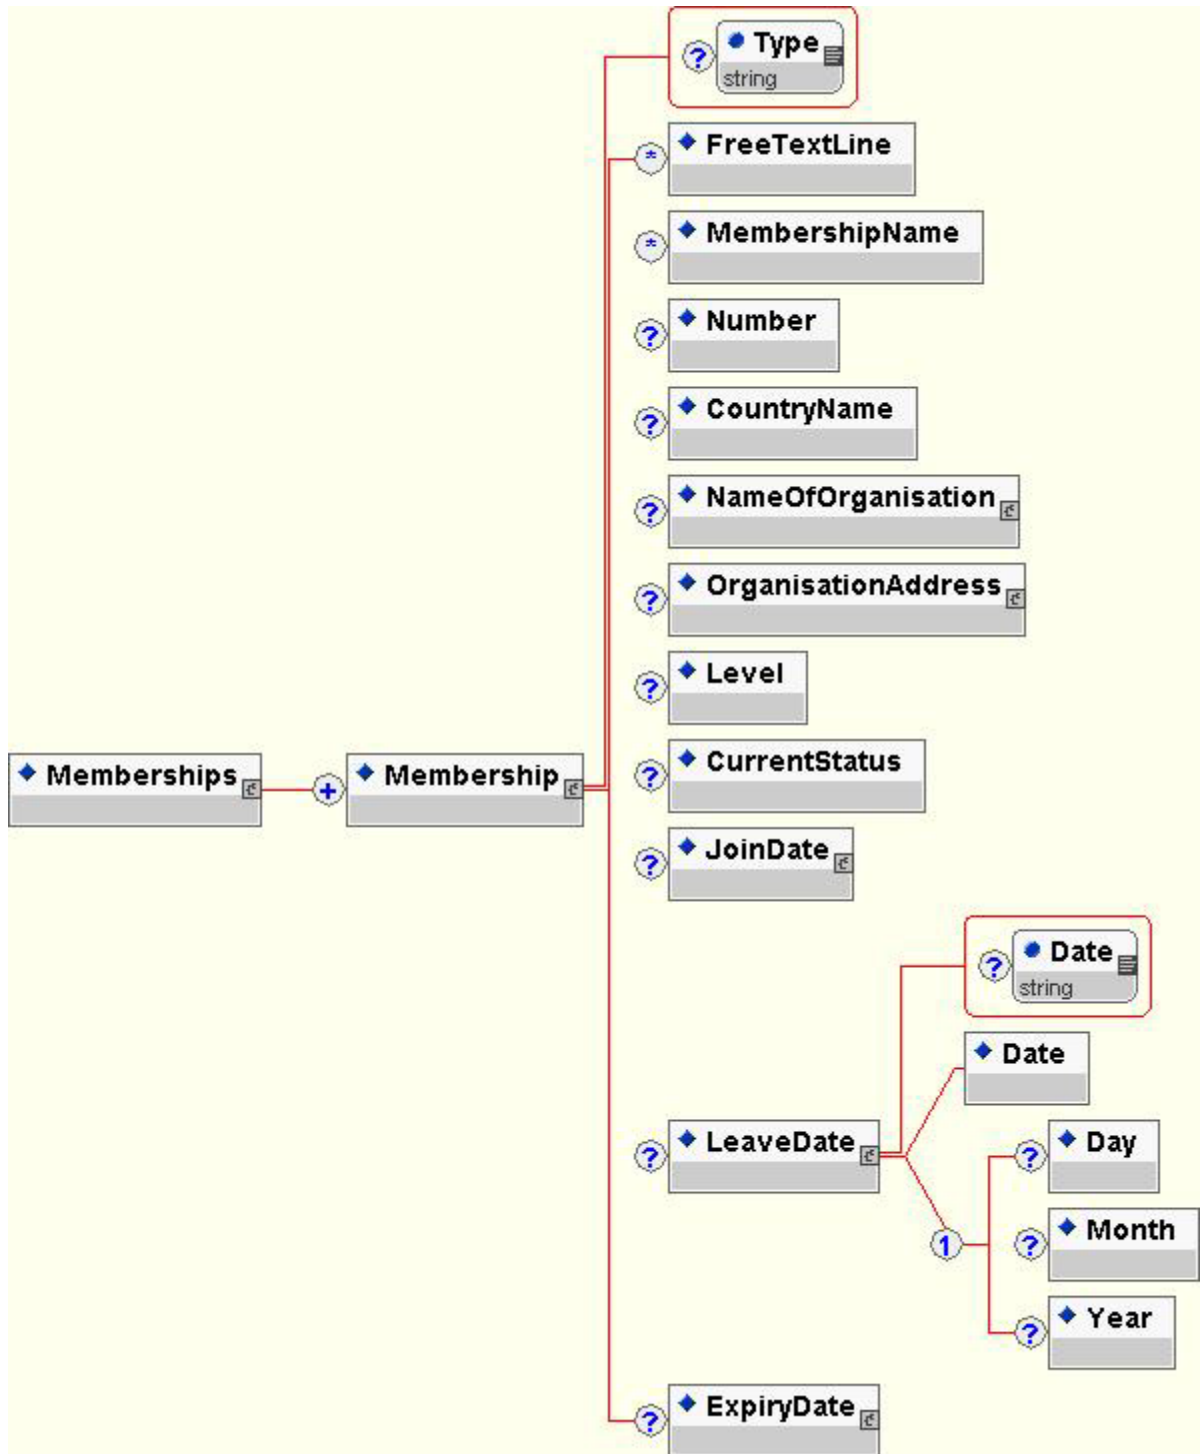 ? Type
string
* FreeTextLine
* MembershipName
? Number
? CountryName
? NameOfOrganisation
? OrganisationAddress
? Level
? CurrentStatus
Memberships + Membership
? JoinDate
? Date
string
Date
? LeaveDate
? Day
1 ? Month
? Year
? ExpiryDate